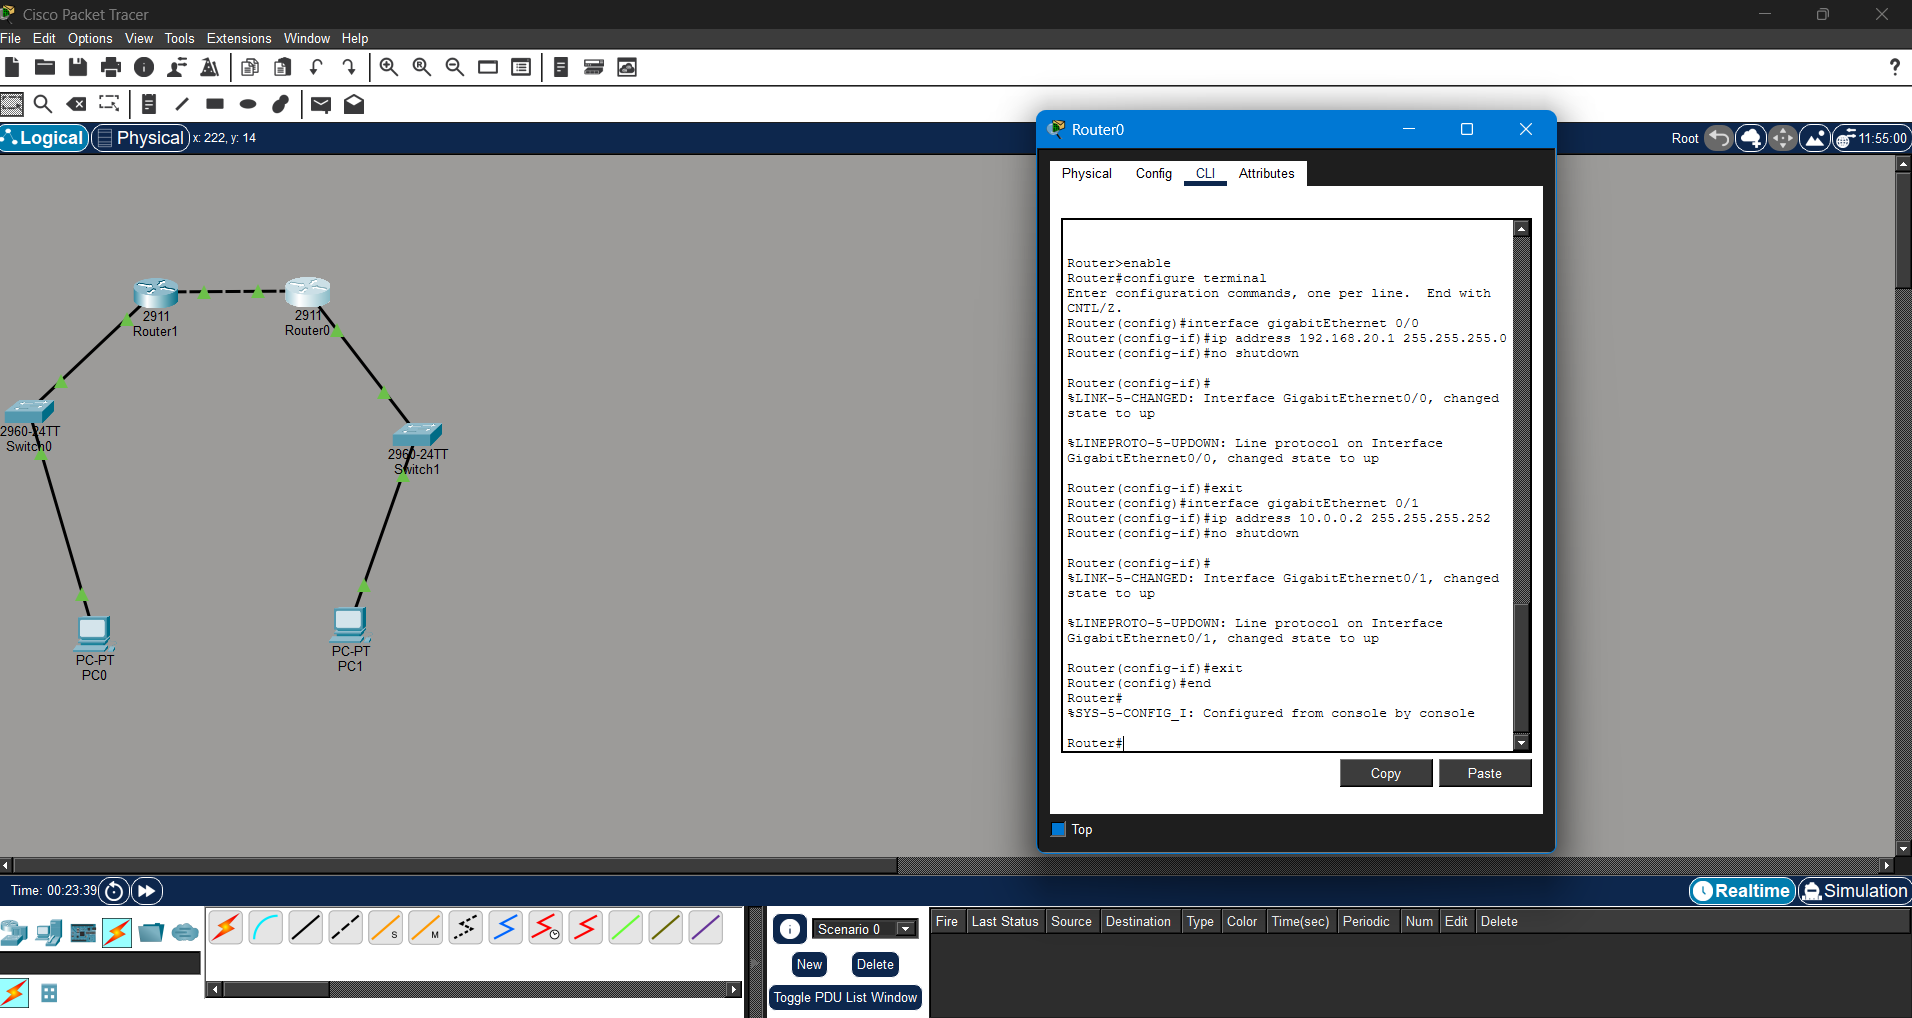 Cisco Packet Tracer
File Edit Options View Tools Extensions Window Help
Logical Physical x: 222, y: 14
Root 11:55:00
2911
Router1
2911
Router0
2960-24TT
Switch0
2960-24TT
Switch1
PC-PT
PC0
PC-PT
PC1
Router0
Physical Config CLI Attributes
Router>enable
Router#configure terminal
Enter configuration commands, one per line.  End with
CNTL/Z.
Router(config)#interface gigabitEthernet 0/0
Router(config-if)#ip address 192.168.20.1 255.255.255.0
Router(config-if)#no shutdown
Router(config-if)#
%LINK-5-CHANGED: Interface GigabitEthernet0/0, changed
state to up
%LINEPROTO-5-UPDOWN: Line protocol on Interface
GigabitEthernet0/0, changed state to up
Router(config-if)#exit
Router(config)#interface gigabitEthernet 0/1
Router(config-if)#ip address 10.0.0.2 255.255.255.252
Router(config-if)#no shutdown
Router(config-if)#
%LINK-5-CHANGED: Interface GigabitEthernet0/1, changed
state to up
%LINEPROTO-5-UPDOWN: Line protocol on Interface
GigabitEthernet0/1, changed state to up
Router(config-if)#exit
Router(config)#end
Router#
%SYS-5-CONFIG_I: Configured from console by console
Router#
Copy Paste
Top
Time: 00:23:39
Realtime Simulation
S M
Scenario 0
New Delete
Toggle PDU List Window
Fire Last Status Source Destination Type Color Time(sec) Periodic Num Edit Delete